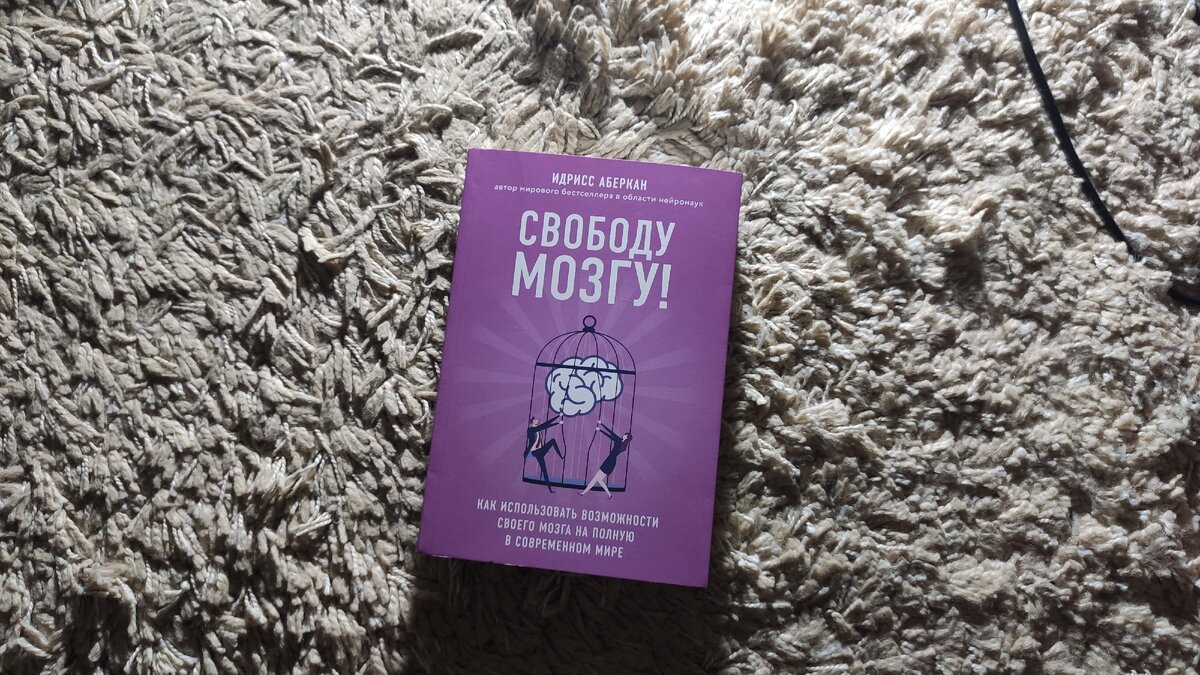 ИДРИСС АБЕРКАН
автор мирового бестселлера в области нейронаук
СВОБОДУ
МОЗГУ!
КАК ИСПОЛЬЗОВАТЬ ВОЗМОЖНОСТИ
СВОЕГО МОЗГА НА ПОЛНУЮ
В СОВРЕМЕННОМ МИРЕ